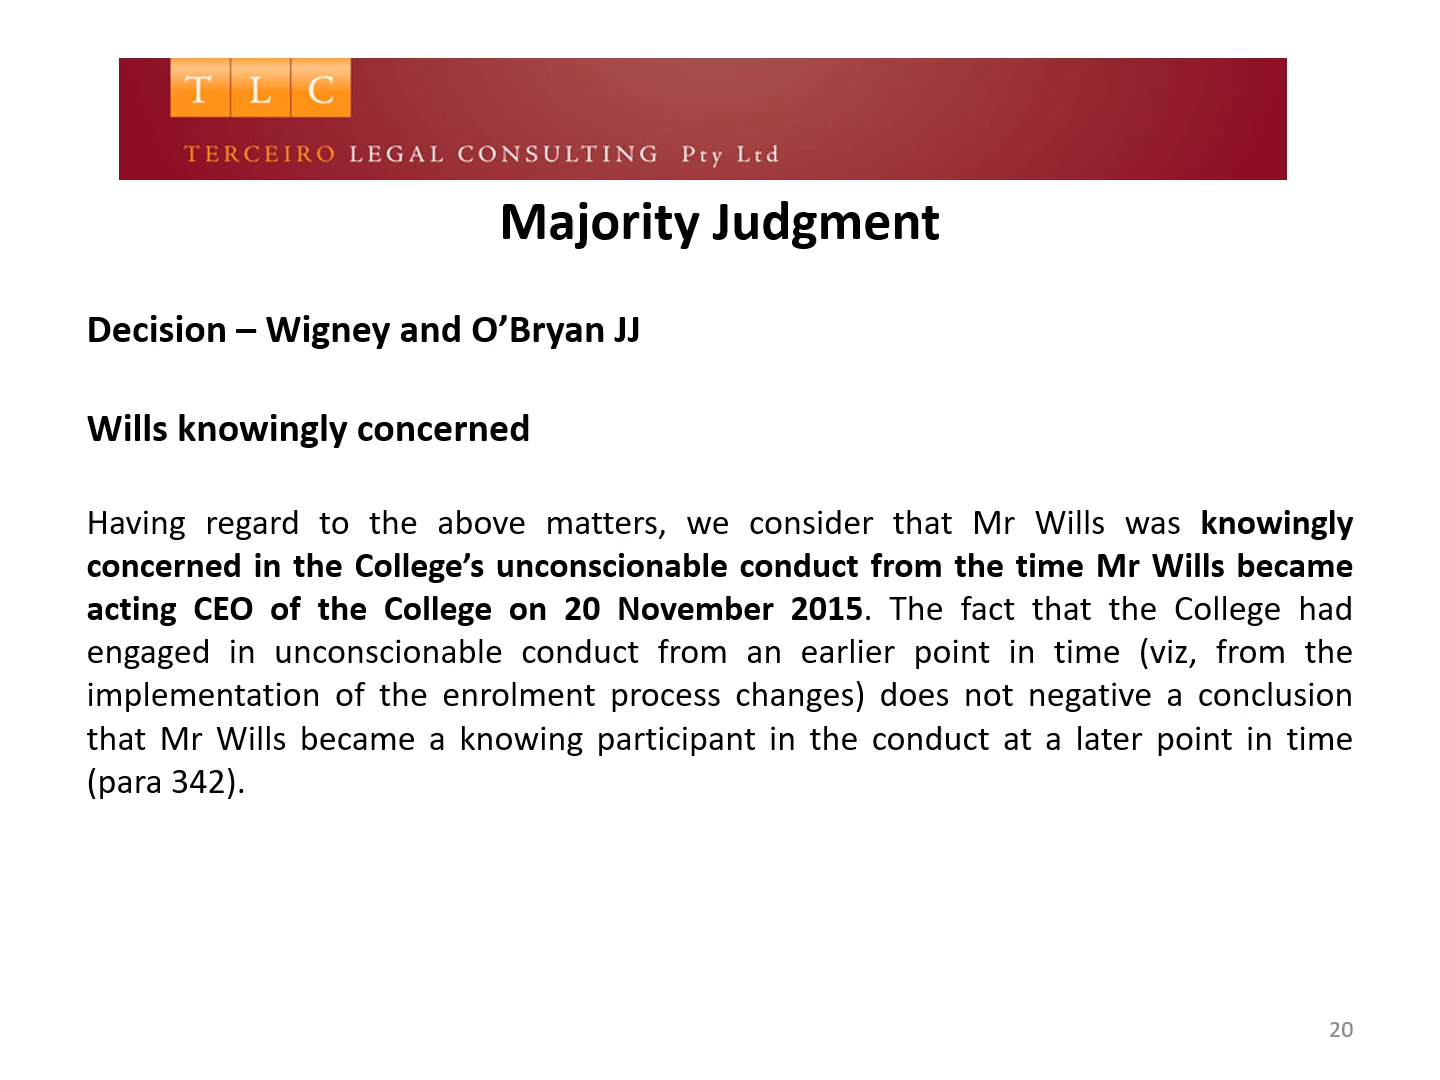 T L C
TERCEIRO LEGAL CONSULTING Pty Ltd
Majority Judgment
Decision – Wigney and O’Bryan JJ
Wills knowingly concerned
Having regard to the above matters, we consider that Mr Wills was knowingly
concerned in the College’s unconscionable conduct from the time Mr Wills became
acting CEO of the College on 20 November 2015. The fact that the College had
engaged in unconscionable conduct from an earlier point in time (viz, from the
implementation of the enrolment process changes) does not negative a conclusion
that Mr Wills became a knowing participant in the conduct at a later point in time
(para 342).
20